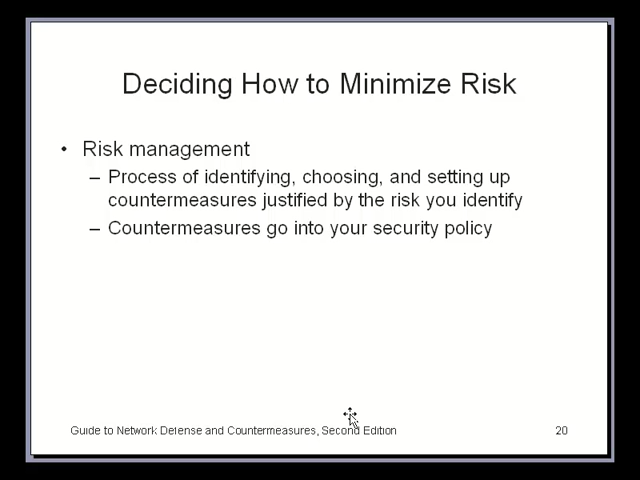 Deciding How to Minimize Risk
• Risk management
– Process of identifying, choosing, and setting up
countermeasures justified by the risk you identify
– Countermeasures go into your security policy
Guide to Network Defense and Countermeasures, Second Edition 20